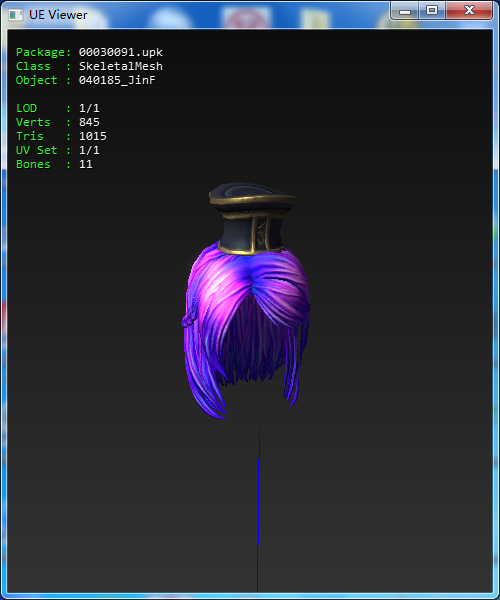 UE Viewer
Package: 00030091.upk
Class : SkeletalMesh
Object : 040185_JinF
LOD : 1/1
Verts : 845
Tris : 1015
UV Set : 1/1
Bones : 11